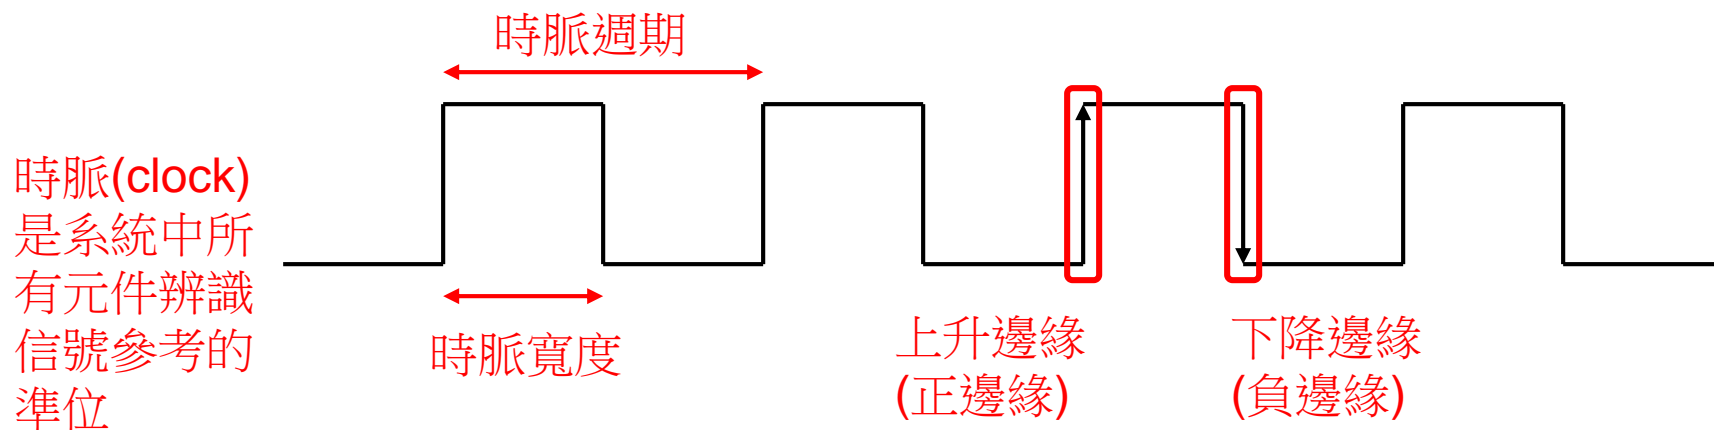 時脈週期
時脈(clock)
是系統中所
有元件辨識
信號參考的
準位
時脈寬度
上升邊緣
(正邊緣)
下降邊緣
(負邊緣)